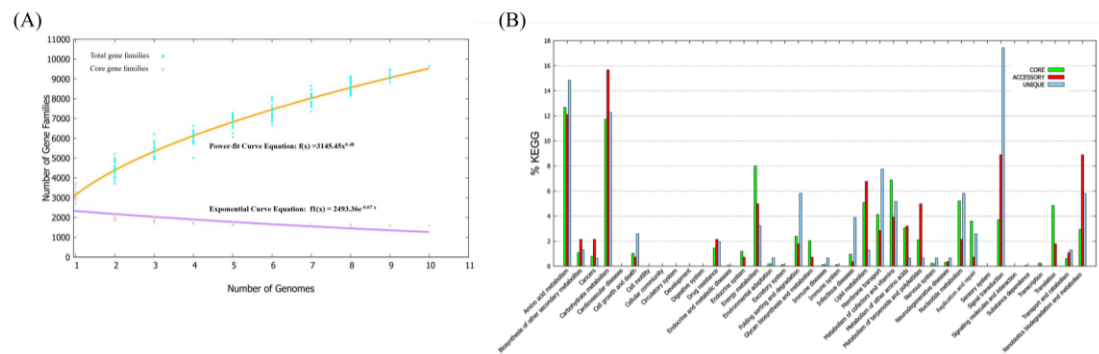 (A)
(B)
11000
10000
9000
8000
7000
6000
5000
4000
3000
2000
1000
0
Number of Gene Families
Total gene families
Core gene families
Power-fit Curve Equation: f(x) =3145.45x^0.48
Exponential Curve Equation: f1(x) = 2493.36e^-0.07 x
1 2 3 4 5 6 7 8 9 10 11
Number of Genomes
18
16
14
12
10
8
6
4
2
0
% KEGG
CORE
ACCESSORY
UNIQUE
Amino acid metabolism
Biosynthesis of other secondary metabolites
Cancers
Carbohydrate metabolism
Cardiovascular diseases
Cell growth and death
Cell motility
Cellular community
Circulatory system
Development
Digestive system
Drug resistance
Endocrine and metabolic diseases
Endocrine system
Energy metabolism
Environmental adaptation
Excretory system
Folding sorting and degradation
Glycan biosynthesis and metabolism
Immune diseases
Immune system
Infectious diseases
Lipid metabolism
Membrane transport
Metabolism of cofactors and vitamins
Metabolism of other amino acids
Metabolism of terpenoids and polyketides
Nervous system
Neurodegenerative diseases
Nucleotide metabolism
Replication and repair
Sensory system
Signal transduction
Signaling molecules and interaction
Substance dependence
Transcription
Translation
Transport and catabolism
Xenobiotics biodegradation and metabolism